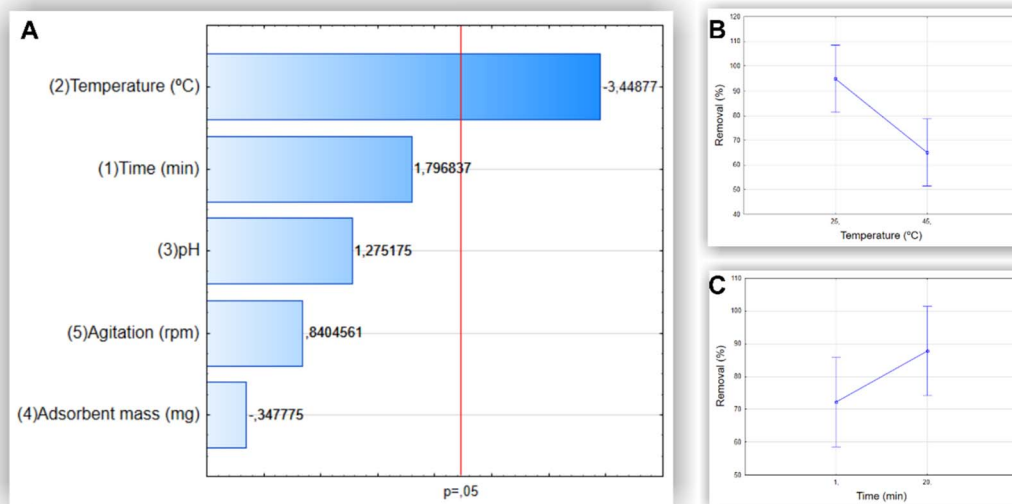 A
(2)Temperature (ºC)
-3,44877
(1)Time (min)
1,796837
(3)pH
1,275175
(5)Agitation (rpm)
,8404561
(4)Adsorbent mass (mg)
-,347775
p=,05
B
Removal (%)
120
110
100
90
80
70
60
50
40
25,
45,
Temperature (ºC)
C
Removal (%)
110
100
90
80
70
60
50
1,
20,
Time (min)